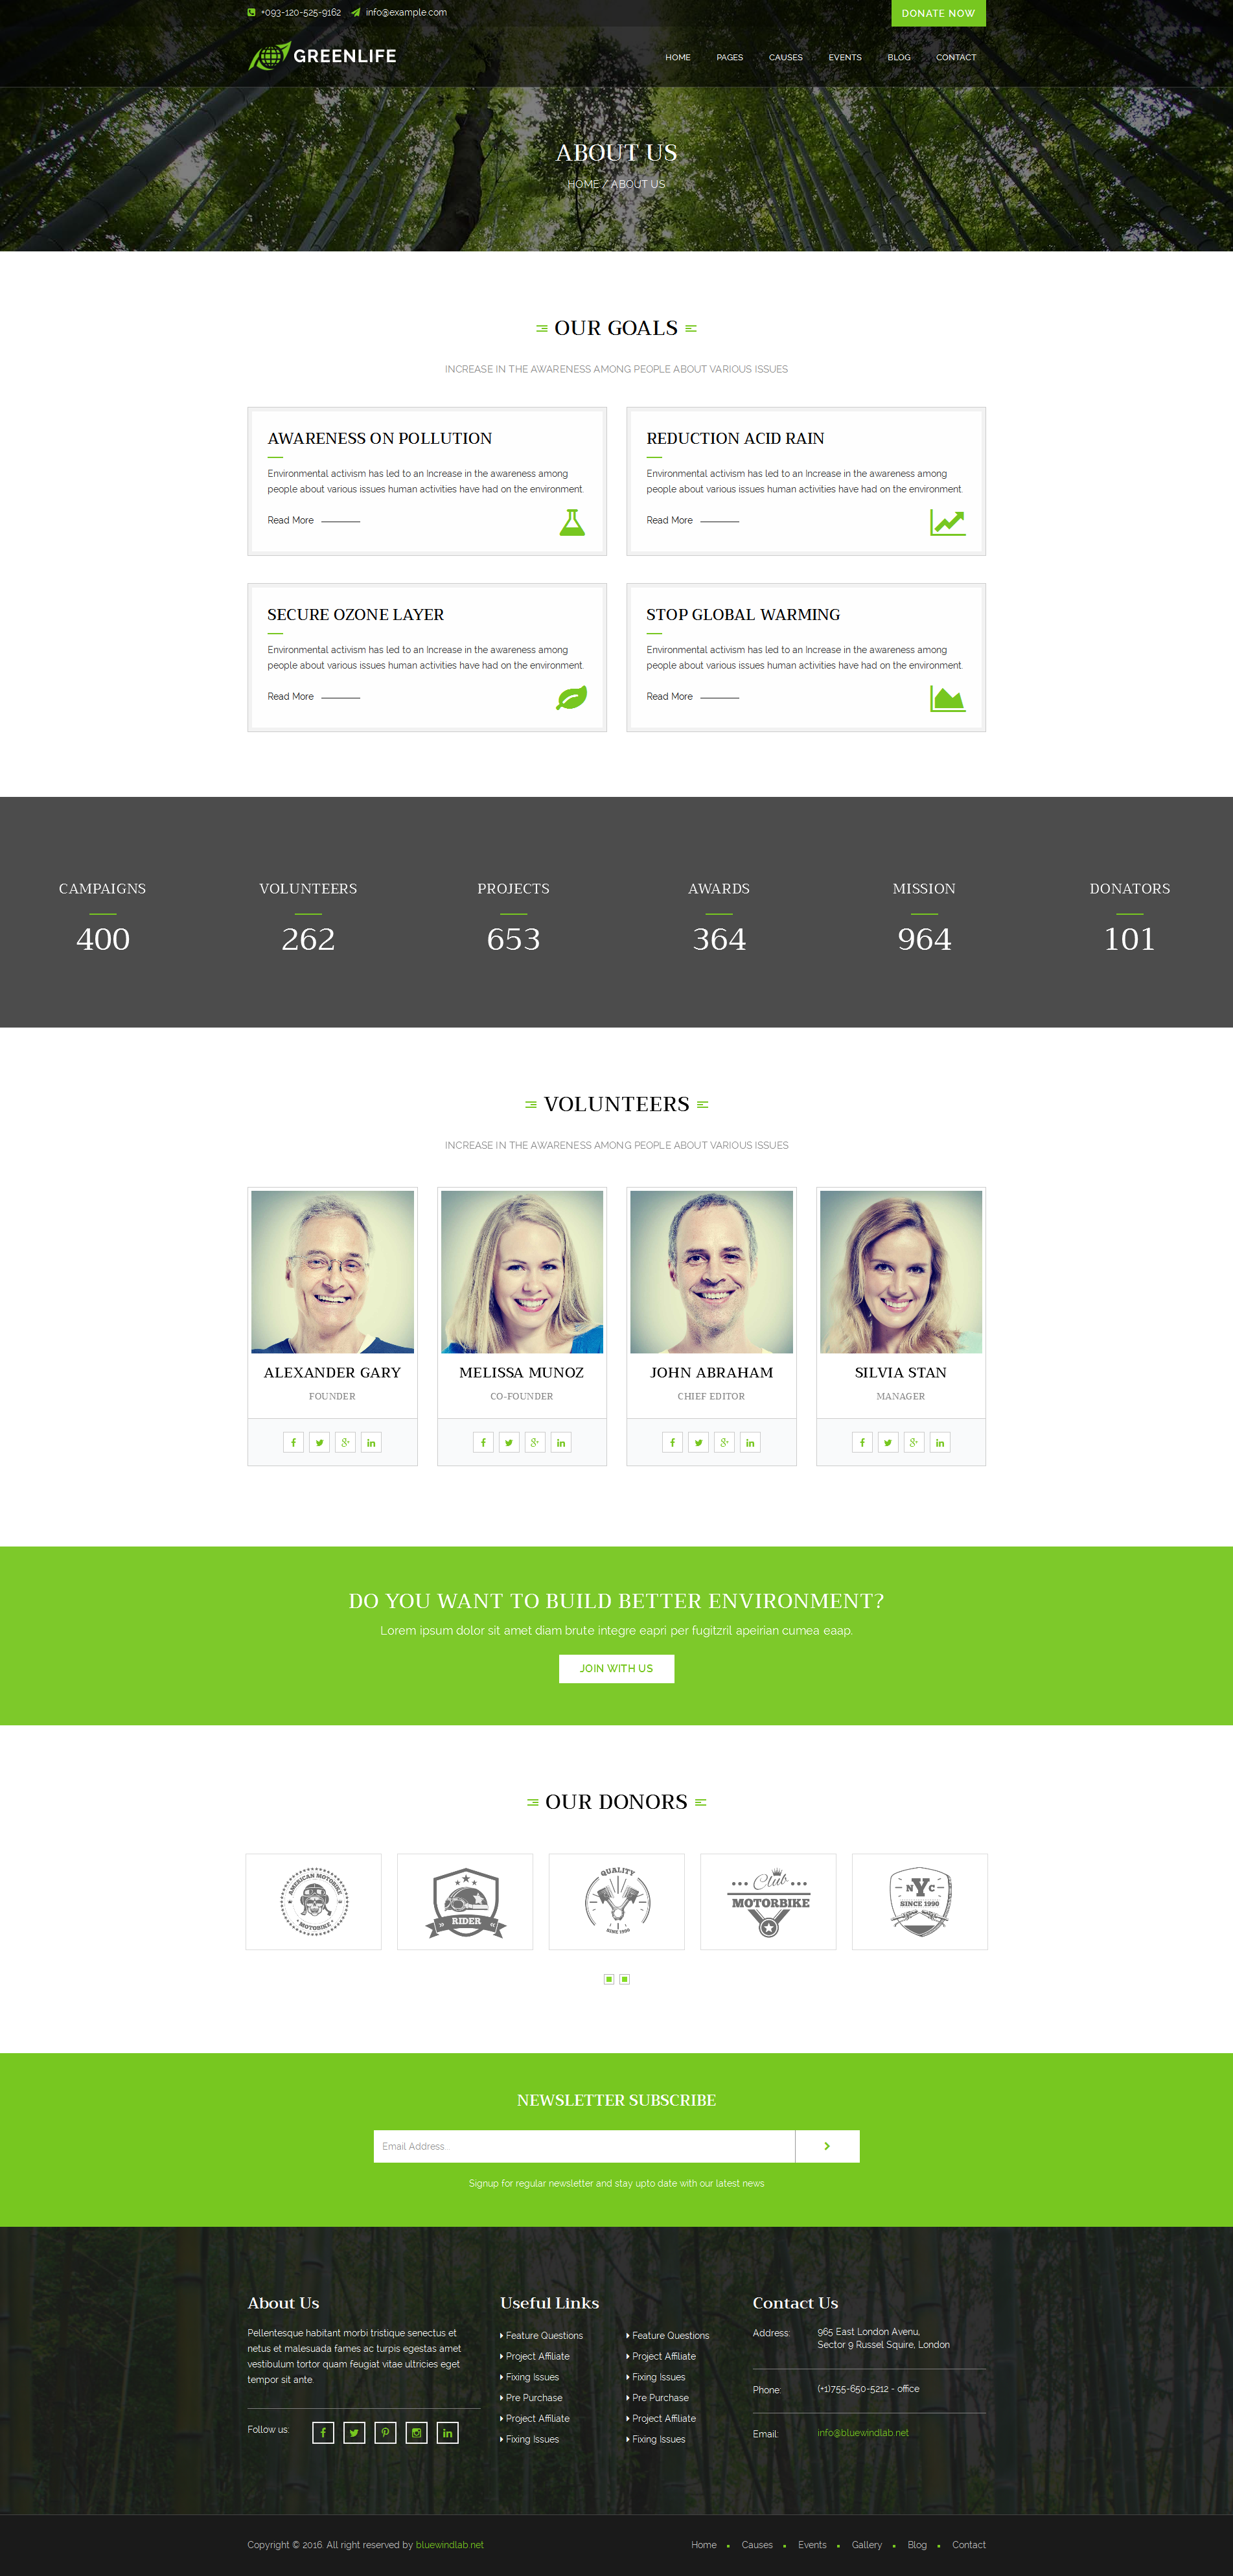 +093-120-525-9162 info@example.com DONATE NOW
GREENLIFE
HOME PAGES CAUSES EVENTS BLOG CONTACT
ABOUT US
HOME / ABOUT US
OUR GOALS
INCREASE IN THE AWARENESS AMONG PEOPLE ABOUT VARIOUS ISSUES
AWARENESS ON POLLUTION
Environmental activism has led to an Increase in the awareness among
people about various issues human activities have had on the environment.
Read More
REDUCTION ACID RAIN
Environmental activism has led to an Increase in the awareness among
people about various issues human activities have had on the environment.
Read More
SECURE OZONE LAYER
Environmental activism has led to an Increase in the awareness among
people about various issues human activities have had on the environment.
Read More
STOP GLOBAL WARMING
Environmental activism has led to an Increase in the awareness among
people about various issues human activities have had on the environment.
Read More
CAMPAIGNS VOLUNTEERS PROJECTS AWARDS MISSION DONATORS
400 262 653 364 964 101
VOLUNTEERS
INCREASE IN THE AWARENESS AMONG PEOPLE ABOUT VARIOUS ISSUES
ALEXANDER GARY
FOUNDER
MELISSA MUNOZ
CO-FOUNDER
JOHN ABRAHAM
CHIEF EDITOR
SILVIA STAN
MANAGER
DO YOU WANT TO BUILD BETTER ENVIRONMENT?
Lorem ipsum dolor sit amet diam brute integre eapri per fugitzril apeirian cumea eaap.
JOIN WITH US
OUR DONORS
AMERICAN MOTORBIKE
MOTORBIKE
RIDER
QUALITY
SINCE 1990
Club
MOTORBIKE
NYC
SINCE 1990
NEWSLETTER SUBSCRIBE
Email Address...
Signup for regular newsletter and stay upto date with our latest news
About Us
Pellentesque habitant morbi tristique senectus et
netus et malesuada fames ac turpis egestas amet
vestibulum tortor quam feugiat vitae ultricies eget
tempor sit ante.
Follow us:
Useful Links
Feature Questions Feature Questions
Project Affiliate Project Affiliate
Fixing Issues Fixing Issues
Pre Purchase Pre Purchase
Project Affiliate Project Affiliate
Fixing Issues Fixing Issues
Contact Us
Address: 965 East London Avenu,
Sector 9 Russel Squire, London
Phone: (+1)755-650-5212 - office
Email: info@bluewindlab.net
Copyright © 2016. All right reserved by bluewindlab.net
Home Causes Events Gallery Blog Contact